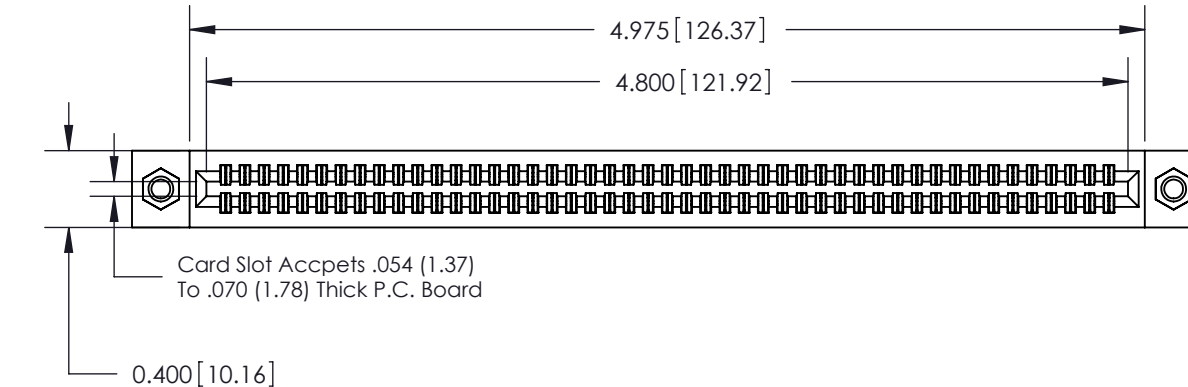 4.975[126.37]
4.800[121.92]
Card Slot Accpets .054 (1.37)
To .070 (1.78) Thick P.C. Board
0.400[10.16]